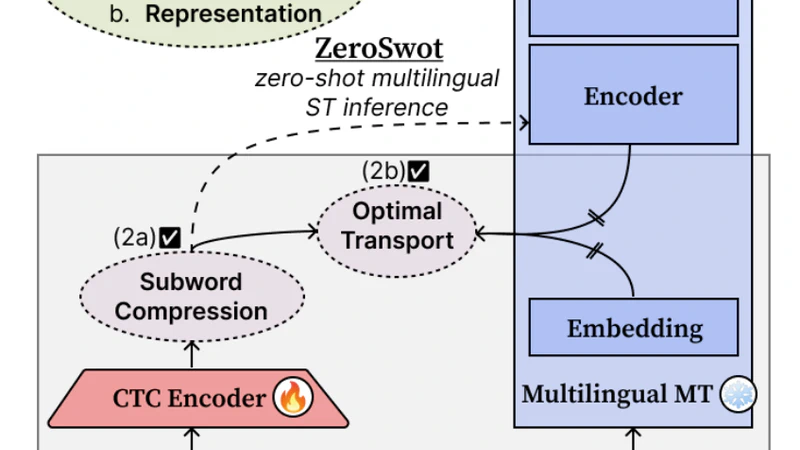 b. Representation
ZeroSwot
zero-shot multilingual
ST inference
Encoder
(2b)
Optimal
Transport
(2a)
Subword
Compression
Embedding
CTC Encoder
Multilingual MT